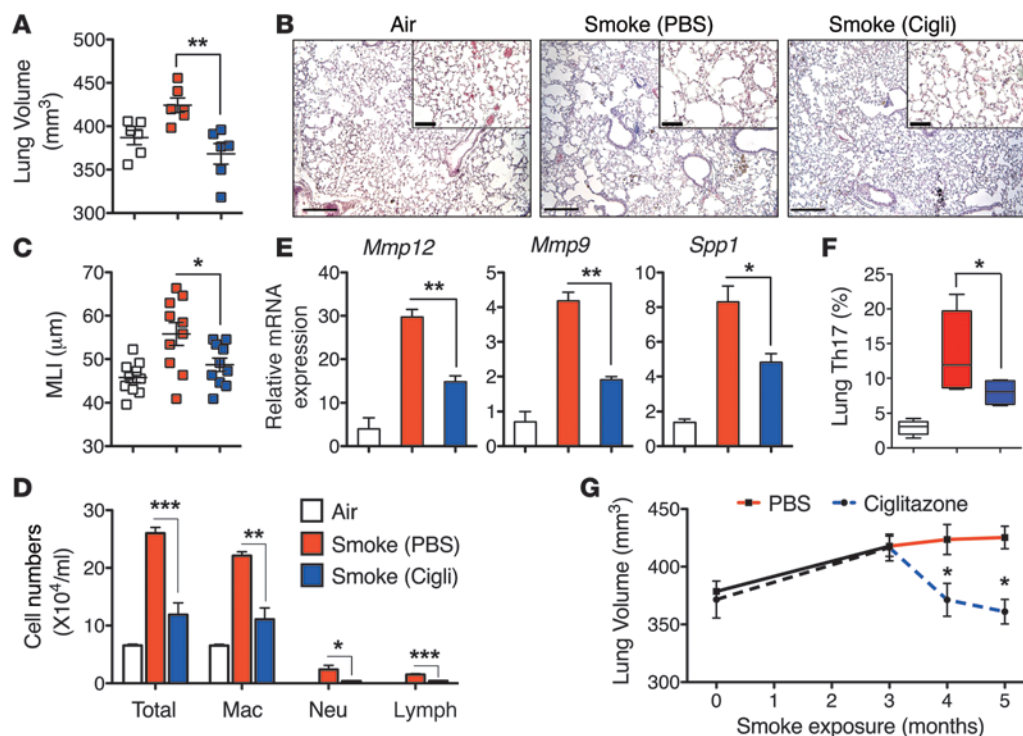 A
Lung Volume
(mm3)
500
450
400
350
300
**
B
Air
Smoke (PBS)
Smoke (Cigli)
C
MLI (μm)
70
60
50
40
30
*
E
Relative mRNA
expression
Mmp12
40
30
20
10
0
**
Mmp9
5
4
3
2
1
0
**
Spp1
10
8
6
4
2
0
*
F
Lung Th17 (%)
25
20
15
10
5
0
*
D
Cell numbers
(X104/ml)
30
20
10
0
***
**
*
***
Total
Mac
Neu
Lymph
Air
Smoke (PBS)
Smoke (Cigli)
G
PBS
Ciglitazone
Lung Volume (mm3)
450
400
350
300
*
*
0
1
2
3
4
5
Smoke exposure (months)